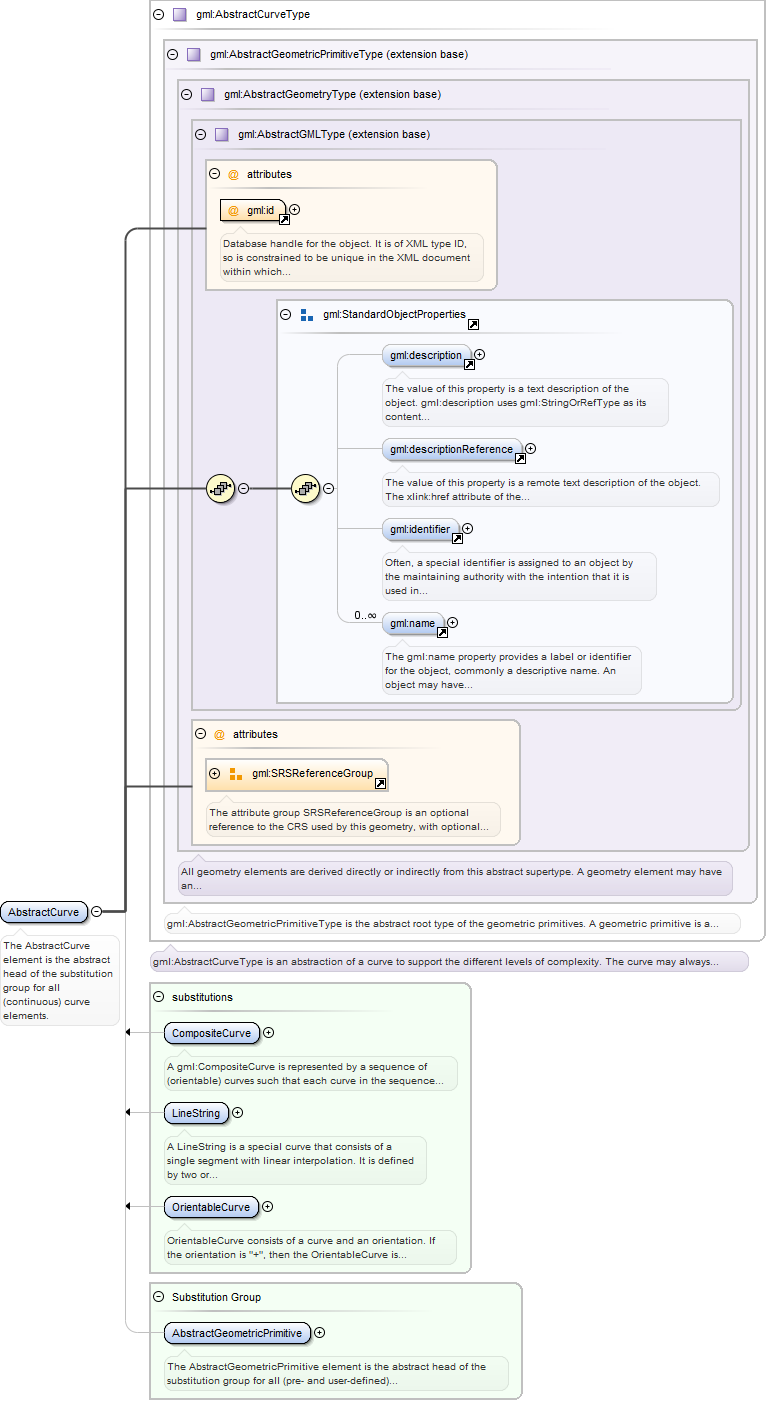 gml:AbstractCurveType
gml:AbstractGeometricPrimitiveType (extension base)
gml:AbstractGeometryType (extension base)
gml:AbstractGMLType (extension base)
@ attributes
@ gml:id
Database handle for the object. It is of XML type ID,
so is constrained to be unique in the XML document
within which...
gml:StandardObjectProperties
gml:description
The value of this property is a text description of the
object. gml:description uses gml:StringOrRefType as its
content...
gml:descriptionReference
The value of this property is a remote text description of the object.
The xlink:href attribute of the...
gml:identifier
Often, a special identifier is assigned to an object by
the maintaining authority with the intention that it is
used in...
0..∞
gml:name
The gml:name property provides a label or identifier
for the object, commonly a descriptive name. An
object may have...
@ attributes
gml:SRSReferenceGroup
The attribute group SRSReferenceGroup is an optional
reference to the CRS used by this geometry, with optional...
All geometry elements are derived directly or indirectly from this abstract supertype. A geometry element may have
an...
gml:AbstractGeometricPrimitiveType is the abstract root type of the geometric primitives. A geometric primitive is a...
AbstractCurve
The AbstractCurve
element is the abstract
head of the substitution
group for all
(continuous) curve
elements.
gml:AbstractCurveType is an abstraction of a curve to support the different levels of complexity. The curve may always...
substitutions
CompositeCurve
A gml:CompositeCurve is represented by a sequence of
(orientable) curves such that each curve in the sequence...
LineString
A LineString is a special curve that consists of a
single segment with linear interpolation. It is defined
by two or...
OrientableCurve
OrientableCurve consists of a curve and an orientation. If
the orientation is "+", then the OrientableCurve is...
Substitution Group
AbstractGeometricPrimitive
The AbstractGeometricPrimitive element is the abstract head of the
substitution group for all (pre- and user-defined)...